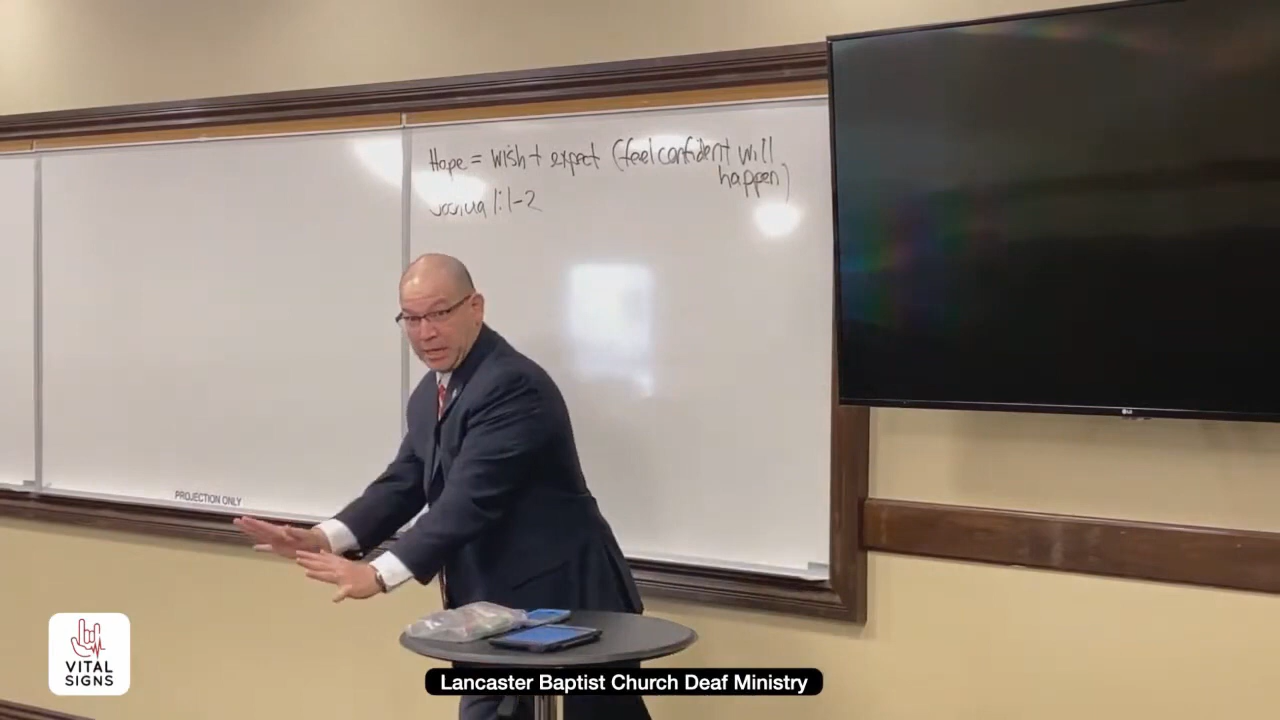 Hope = wish + expect (feel confident will
happen)
Joshua 1:1-2
PROJECTION ONLY
LG
VITAL
SIGNS
Lancaster Baptist Church Deaf Ministry